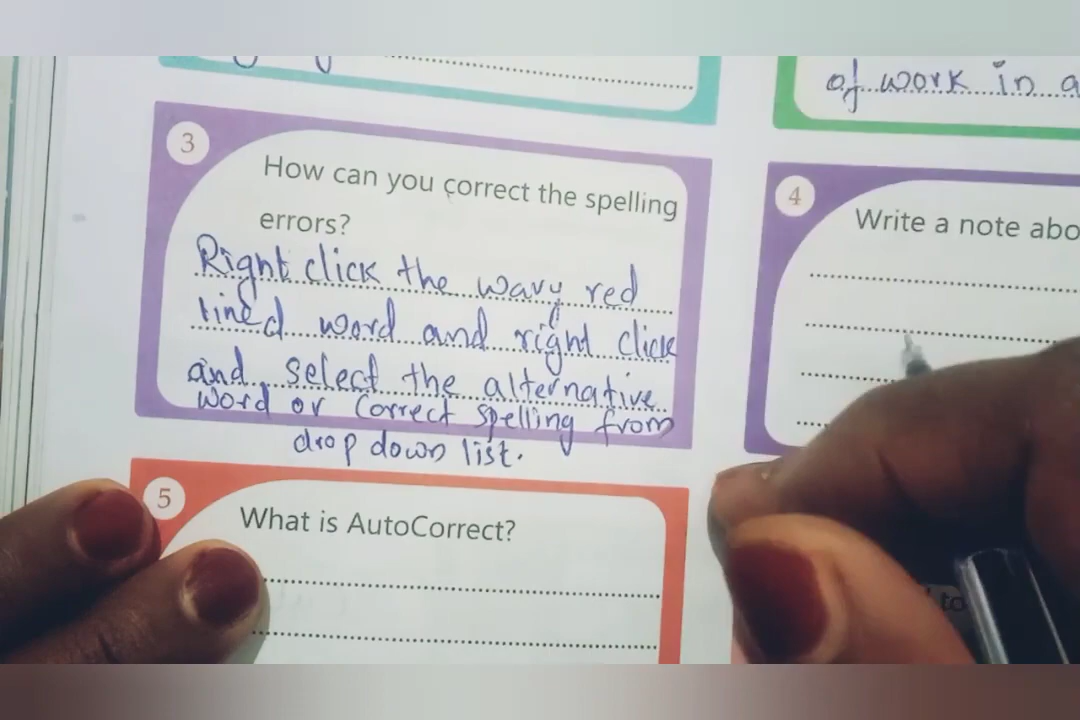 of work in a
3
How can you correct the spelling
errors?
Right click the wavy red
lined word and right click
and select the alternative
word or correct spelling from
drop down list.
4
Write a note abo
5
What is AutoCorrect?
to